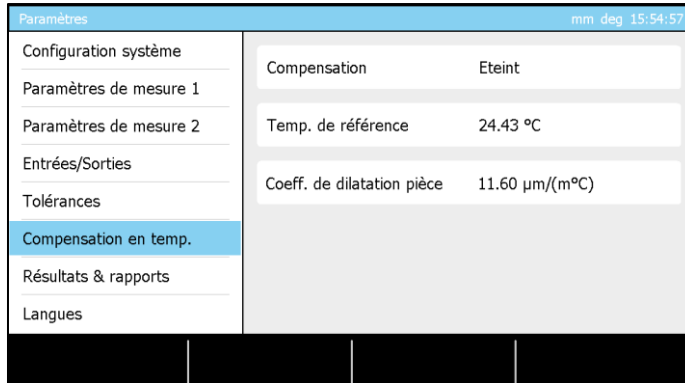 Paramètres mm deg 15:54:57
Configuration système
Paramètres de mesure 1
Paramètres de mesure 2
Entrées/Sorties
Tolérances
Compensation en temp.
Résultats & rapports
Langues
Compensation Eteint
Temp. de référence 24.43 ºC
Coeff. de dilatation pièce 11.60 µm/(mºC)